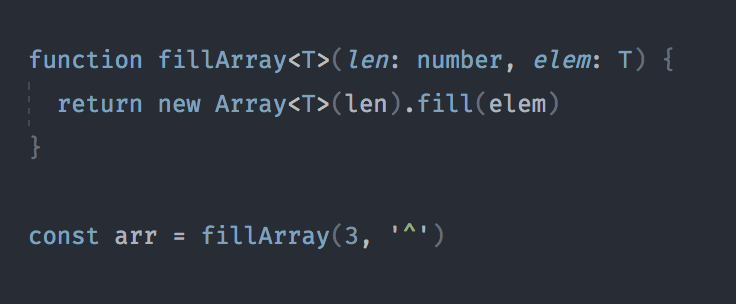 function fillArray<T>(len: number, elem: T) {
  return new Array<T>(len).fill(elem)
}
const arr = fillArray(3, '^')